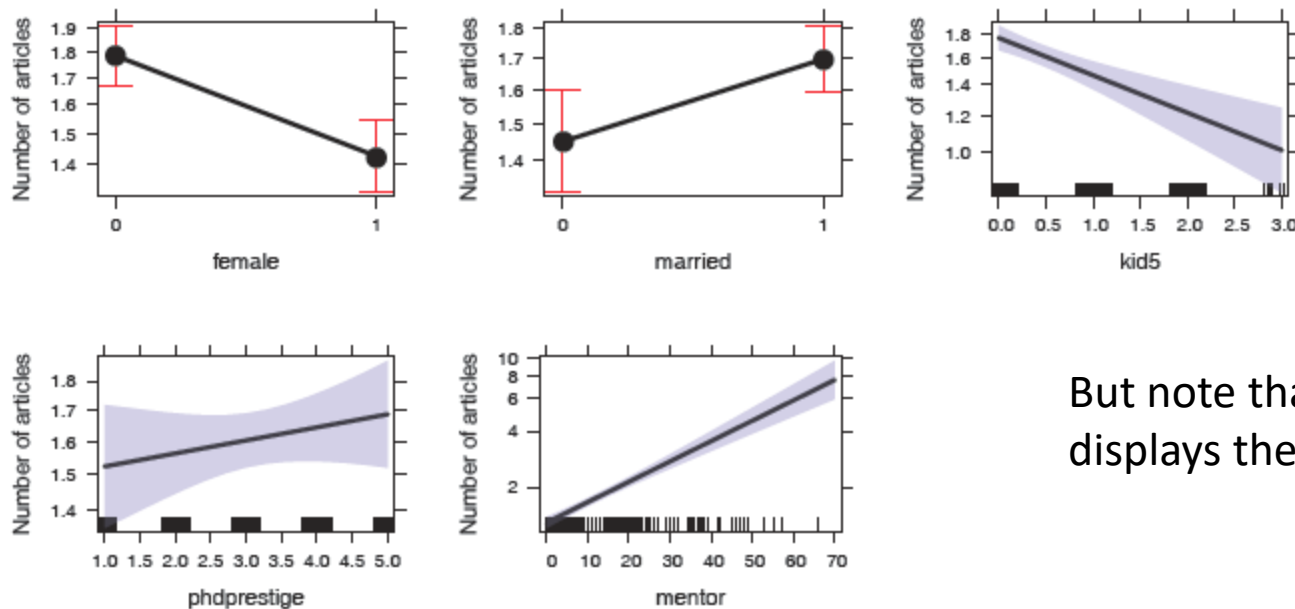 Number of articles
1.9
1.8
1.7
1.6
1.5
1.4
0 1
female
Number of articles
1.8
1.7
1.6
1.5
1.4
0 1
married
Number of articles
1.8
1.6
1.4
1.2
1.0
0.0 0.5 1.0 1.5 2.0 2.5 3.0
kid5
Number of articles
1.8
1.7
1.6
1.5
1.4
1.0 1.5 2.0 2.5 3.0 3.5 4.0 4.5 5.0
phdprestige
Number of articles
10
8
6
4
2
0 10 20 30 40 50 60 70
mentor
But note
displays the